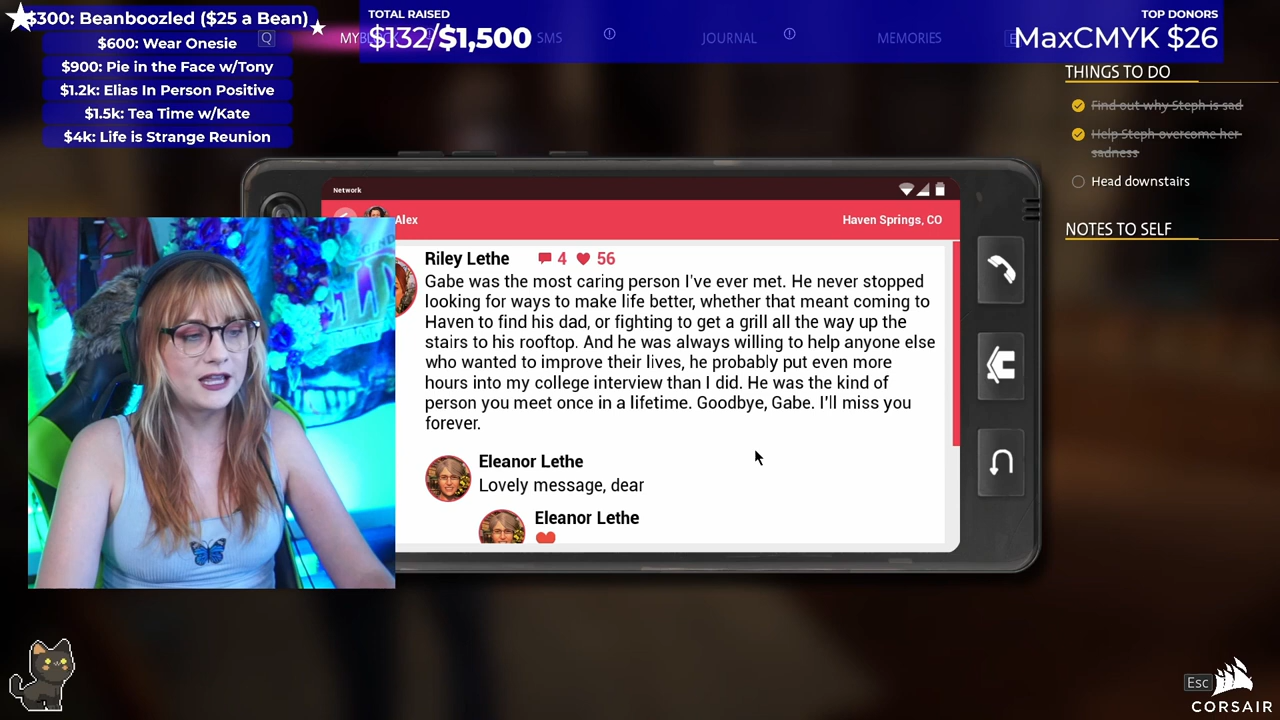 $300: Beanboozled ($25 a Bean)
$600: Wear Onesie
$900: Pie in the Face w/Tony
$1.2k: Elias In Person Positive
$1.5k: Tea Time w/Kate
$4k: Life is Strange Reunion
TOTAL RAISED
$132/$1,500
TOP DONORS
MaxCMYK $26
Q
MYBLOCK
SMS
JOURNAL
MEMORIES
E
THINGS TO DO
Find out why Steph is sad
Help Steph overcome her
sadness
Head downstairs
NOTES TO SELF
Network
Alex
Haven Springs, CO
Riley Lethe 4 56
Gabe was the most caring person I've ever met. He never stopped
looking for ways to make life better, whether that meant coming to
Haven to find his dad, or fighting to get a grill all the way up the
stairs to his rooftop. And he was always willing to help anyone else
who wanted to improve their lives, he probably put even more
hours into my college interview than I did. He was the kind of
person you meet once in a lifetime. Goodbye, Gabe. I'll miss you
forever.
Eleanor Lethe
Lovely message, dear
Eleanor Lethe
Esc
CORSAIR